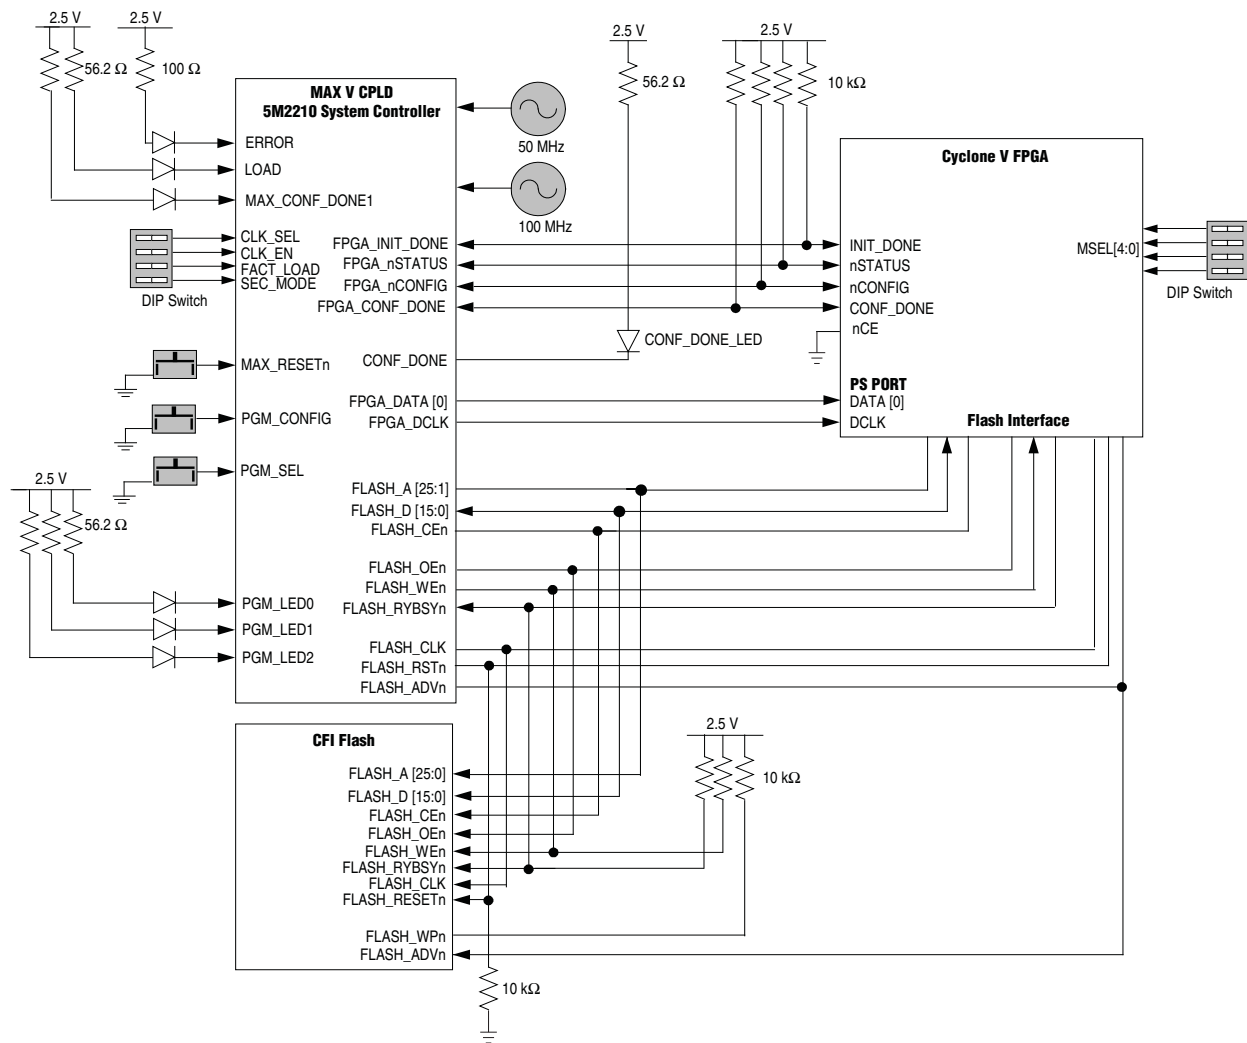 2.5 V
2.5 V
56.2 Ω
100 Ω
2.5 V
56.2 Ω
2.5 V
10 kΩ
MAX V CPLD
5M2210 System Controller
50 MHz
100 MHz
ERROR
LOAD
MAX_CONF_DONE1
CLK_SEL
CLK_EN
FACT_LOAD
SEC_MODE
DIP Switch
MAX_RESETn
PGM_CONFIG
PGM_SEL
2.5 V
56.2 Ω
PGM_LED0
PGM_LED1
PGM_LED2
FPGA_INIT_DONE
FPGA_nSTATUS
FPGA_nCONFIG
FPGA_CONF_DONE
CONF_DONE
CONF_DONE_LED
FPGA_DATA [0]
FPGA_DCLK
FLASH_A [25:1]
FLASH_D [15:0]
FLASH_CEn
FLASH_OEn
FLASH_WEn
FLASH_RYBSYn
FLASH_CLK
FLASH_RSTn
FLASH_ADVn
Cyclone V FPGA
INIT_DONE
nSTATUS
nCONFIG
CONF_DONE
nCE
MSEL[4:0]
DIP Switch
PS PORT
DATA [0]
DCLK
Flash Interface
CFI Flash
FLASH_A [25:0]
FLASH_D [15:0]
FLASH_CEn
FLASH_OEn
FLASH_WEn
FLASH_RYBSYn
FLASH_CLK
FLASH_RESETn
FLASH_WPn
FLASH_ADVn
2.5 V
10 kΩ
10 kΩ